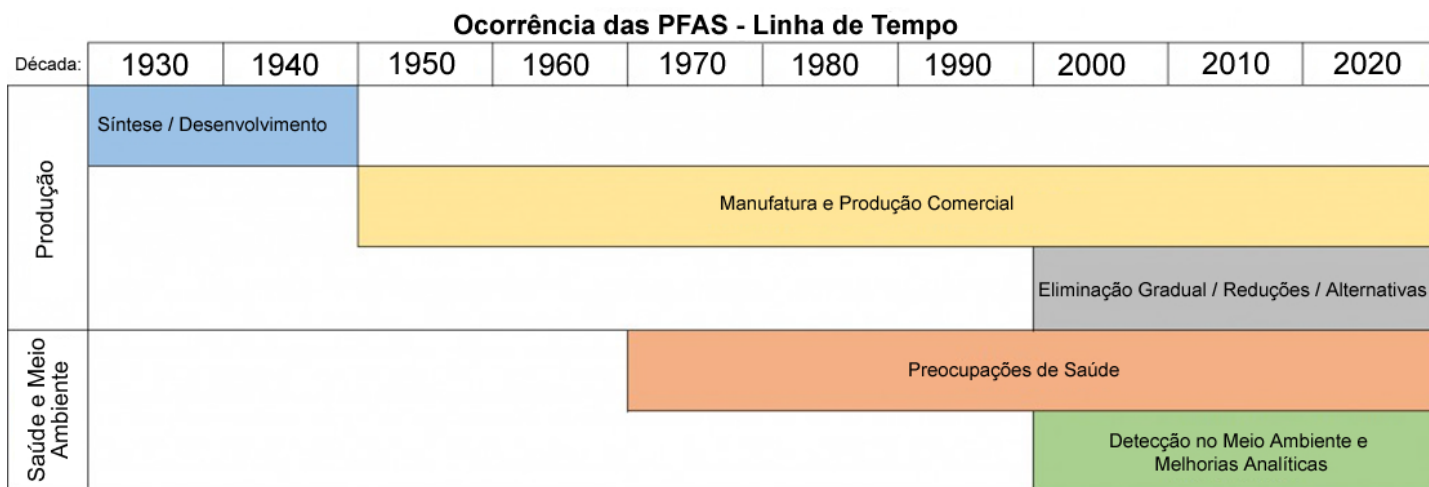 Ocorrência das PFAS - Linha de Tempo
Década: 1930 1940 1950 1960 1970 1980 1990 2000 2010 2020
Produção
Síntese / Desenvolvimento
Manufatura e Produção Comercial
Eliminação Gradual / Reduções / Alternativas
Saúde e Meio
Ambiente
Preocupações de Saúde
Detecção no Meio Ambiente e
Melhorias Analíticas